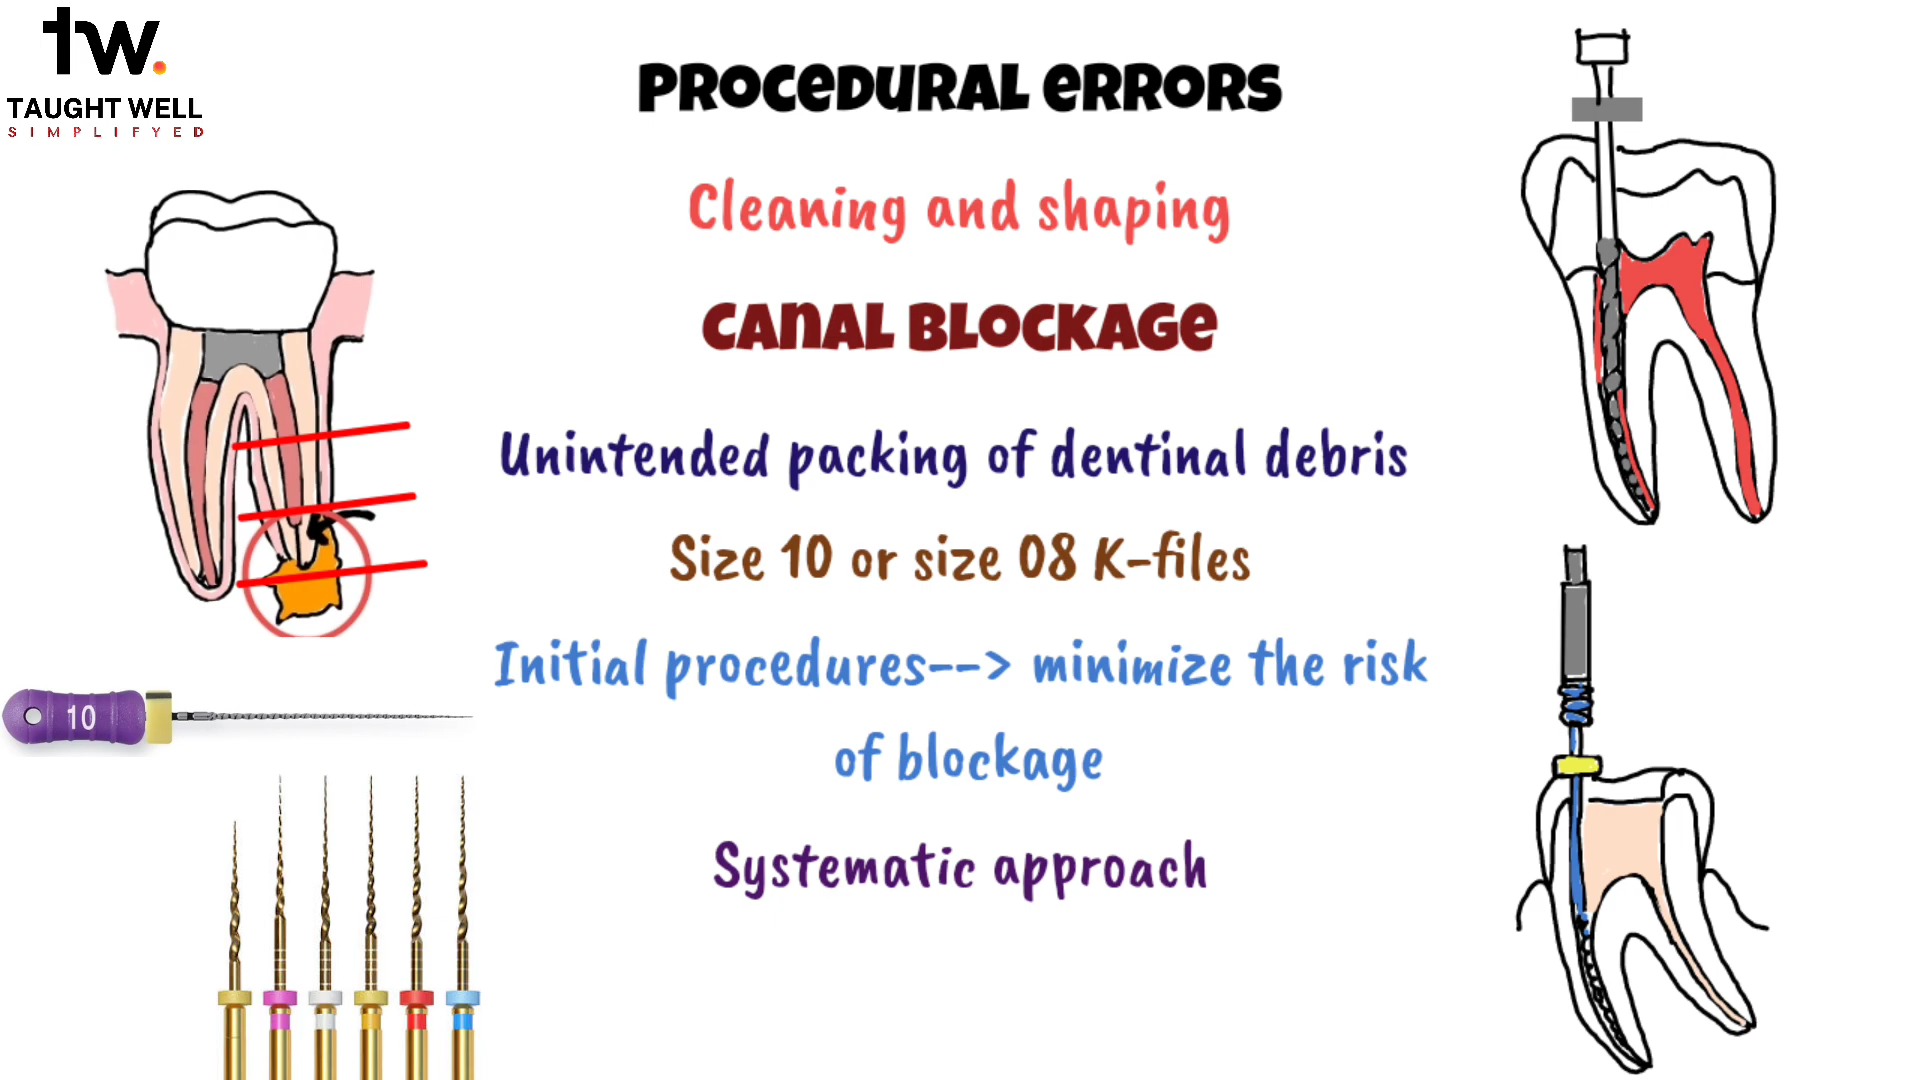 tw.
TAUGHT WELL
SIMPLIFYED
PROCEDURAL ERRORS
Cleaning and shaping
CANAL BLOCKAGE
Unintended packing of dentinal debris
Size 10 or size 08 K-files
Initial procedures--> minimize the risk
of blockage
Systematic approach
10